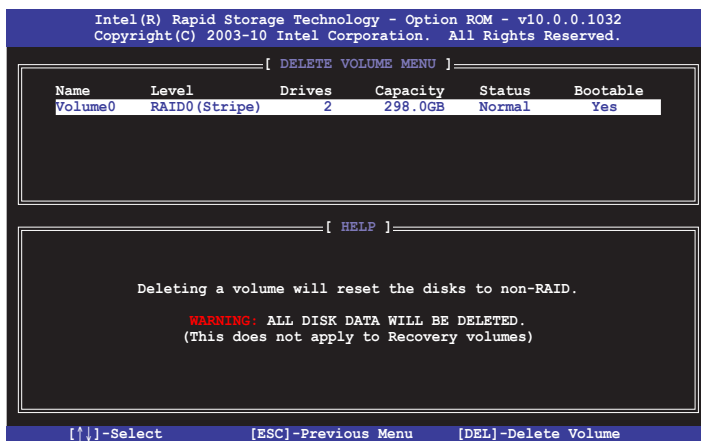 Intel(R) Rapid Storage Technology - Option ROM - v10.0.0.1032
Copyright(C) 2003-10 Intel Corporation.  All Rights Reserved.
[ DELETE VOLUME MENU ]
Name Level Drives Capacity Status Bootable
Volume0 RAID0(Stripe) 2 298.0GB Normal Yes
[ HELP ]
Deleting a volume will reset the disks to non-RAID.
WARNING: ALL DISK DATA WILL BE DELETED.
(This does not apply to Recovery volumes)
[↑↓]-Select [ESC]-Previous Menu [DEL]-Delete Volume